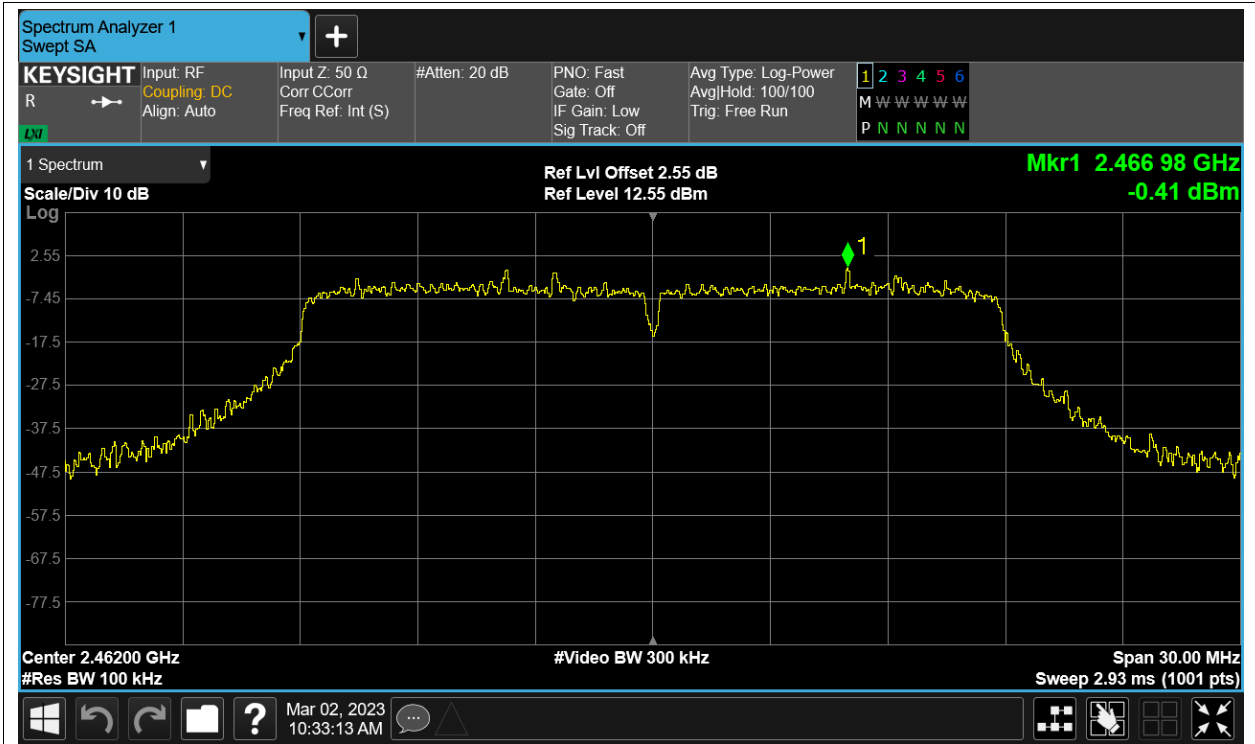 Spectrum Analyzer 1
Swept SA
KEYSIGHT
R
LXI
Input: RF
Coupling: DC
Align: Auto
Input Z: 50 Ω
Corr CCorr
Freq Ref: Int (S)
#Atten: 20 dB
PNO: Fast
Gate: Off
IF Gain: Low
Sig Track: Off
Avg Type: Log-Power
Avg|Hold: 100/100
Trig: Free Run
1 2 3 4 5 6
M W W W W W
P N N N N N
1 Spectrum
Scale/Div 10 dB
Log
Ref Lvl Offset 2.55 dB
Ref Level 12.55 dBm
Mkr1 2.466 98 GHz
-0.41 dBm
1
2.55
-7.45
-17.5
-27.5
-37.5
-47.5
-57.5
-67.5
-77.5
Center 2.46200 GHz
#Video BW 300 kHz
Span 30.00 MHz
#Res BW 100 kHz
Sweep 2.93 ms (1001 pts)
?
Mar 02, 2023
10:33:13 AM